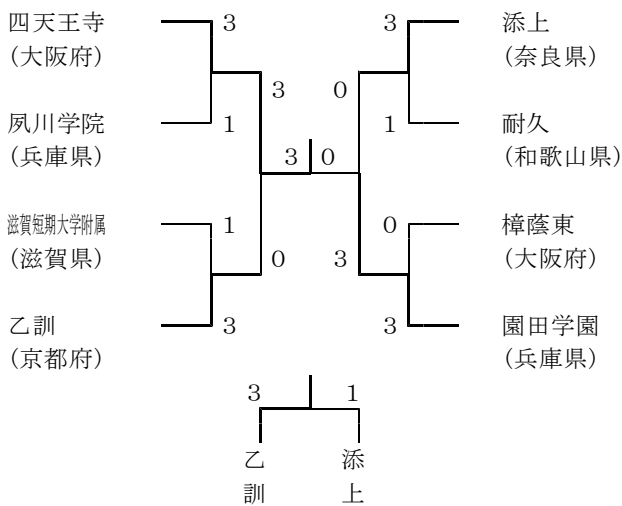 四天王寺 3 3 添上
(大阪府) (奈良県)
3 0
夙川学院 1 1 耐久
(兵庫県) 3 0 (和歌山県)
滋賀短期大学附属 1 0 樟蔭東
(滋賀県) 0 3 (大阪府)
乙訓 3 3 園田学園
(京都府) (兵庫県)
3 1
乙訓 添上